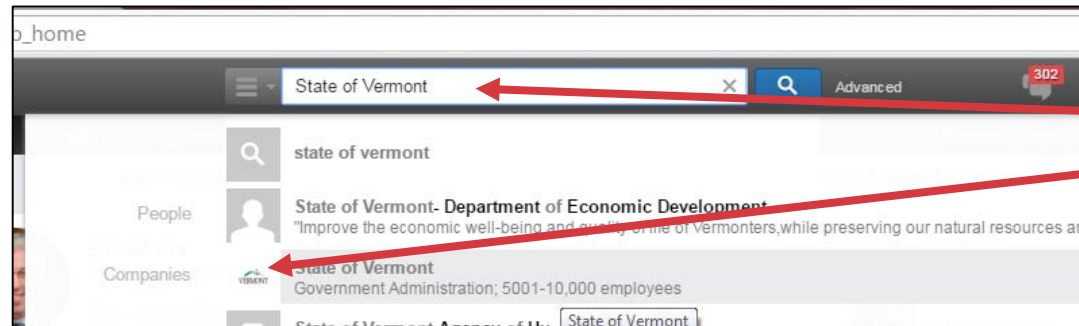 p_home
State of Vermont
Advanced
302
state of vermont
People
State of Vermont- Department of Economic Development
"Improve the economic well-being and quality of life of Vermonters,while preserving our natural resources
Companies
VERMONT
State of Vermont
Government Administration; 5001-10,000 employees
State of Vermont Agency of
State of Vermont